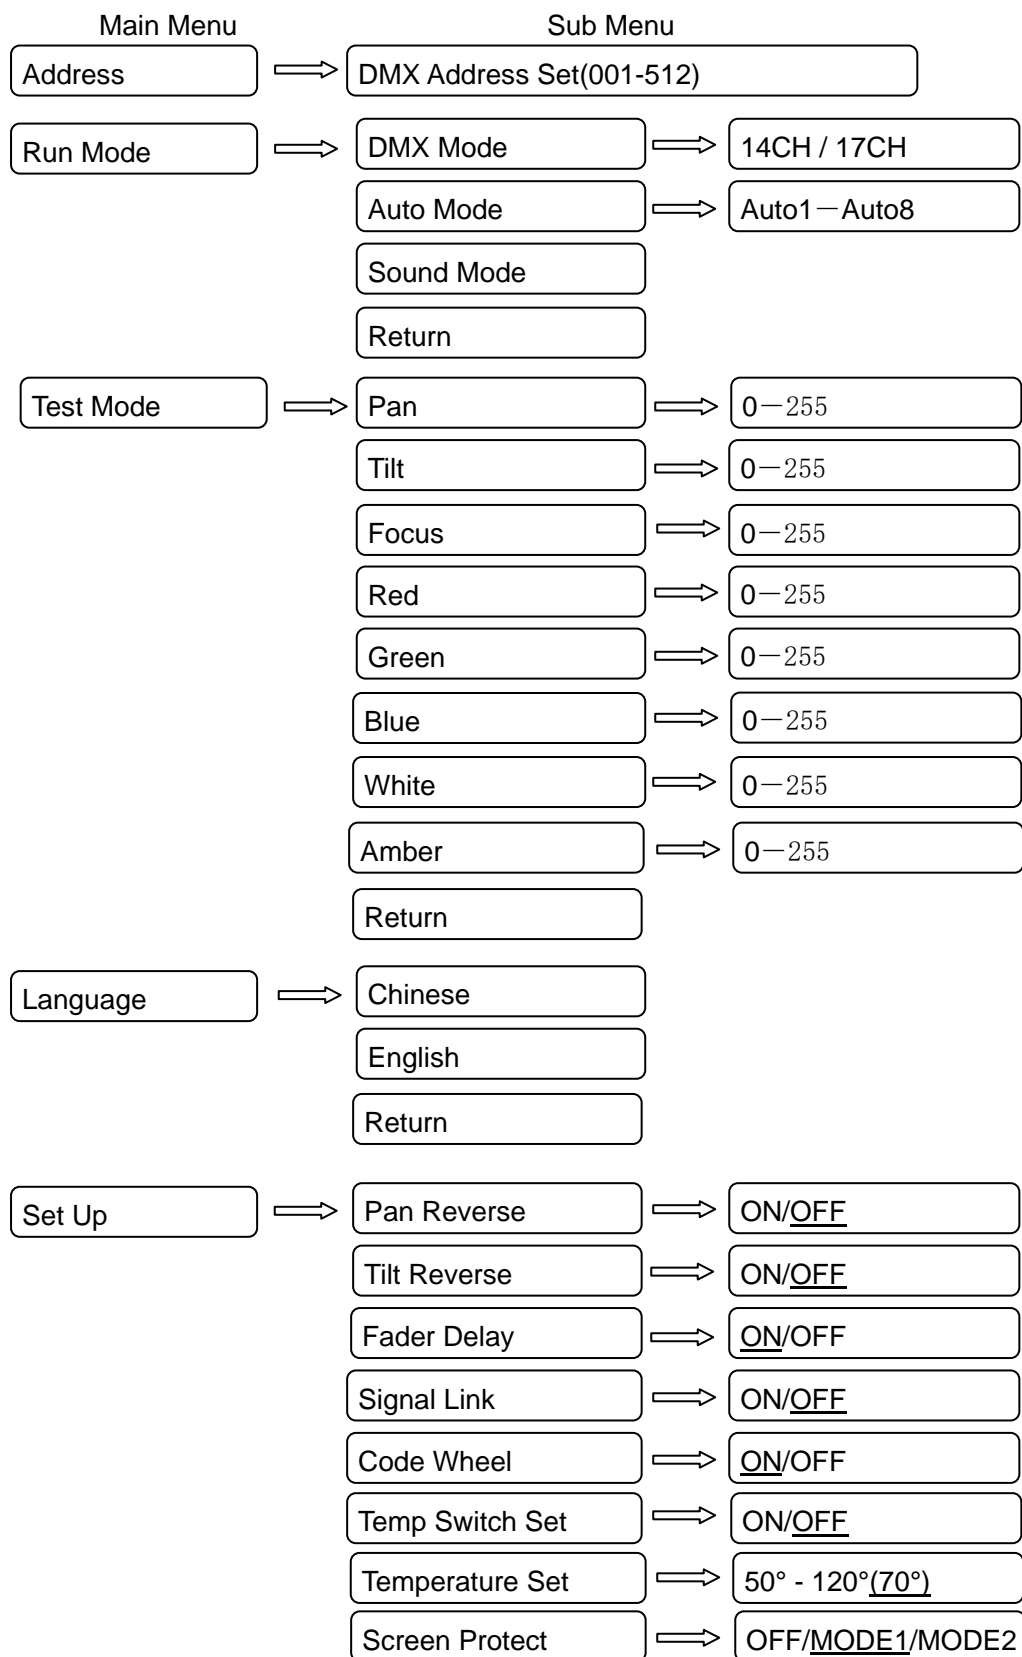 Main Menu Sub Menu
Address DMX Address Set(001-512)
Run Mode DMX Mode 14CH / 17CH
Auto Mode Auto1－Auto8
Sound Mode
Return
Test Mode Pan 0－255
Tilt 0－255
Focus 0－255
Red 0－255
Green 0－255
Blue 0－255
White 0－255
Amber 0－255
Return
Language Chinese
English
Return
Set Up Pan Reverse ON/OFF
Tilt Reverse ON/OFF
Fader Delay ON/OFF
Signal Link ON/OFF
Code Wheel ON/OFF
Temp Switch Set ON/OFF
Temperature Set 50° - 120°(70°)
Screen Protect OFF/MODE1/MODE2